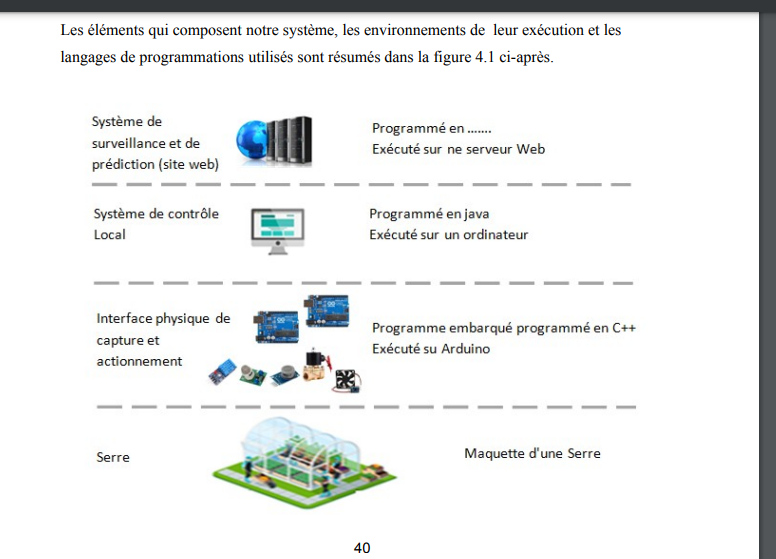 Les éléments qui composent notre système, les environnements de leur exécution et les
langages de programmations utilisés sont résumés dans la figure 4.1 ci-après.
Système de
surveillance et de
prédiction (site web)
Programmé en .......
Exécuté sur ne serveur Web
Système de contrôle
Local
Programmé en java
Exécuté sur un ordinateur
Interface physique de
capture et
actionnement
Programme embarqué programmé en C++
Exécuté su Arduino
Serre
Maquette d'une Serre
40